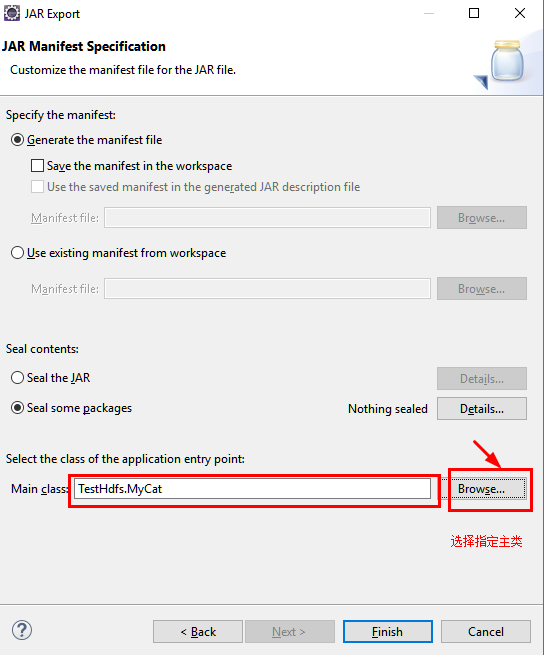 JAR Export
JAR Manifest Specification
Customize the manifest file for the JAR file.
Specify the manifest:
Generate the manifest file
Save the manifest in the workspace
Use the saved manifest in the generated JAR description file
Manifest file: Browse...
Use existing manifest from workspace
Manifest file: Browse...
Seal contents:
Seal the JAR Details...
Seal some packages Nothing sealed Details...
Select the class of the application entry point:
Main class: TestHdfs.MyCat Browse...
选择指定主类
? < Back Next > Finish Cancel